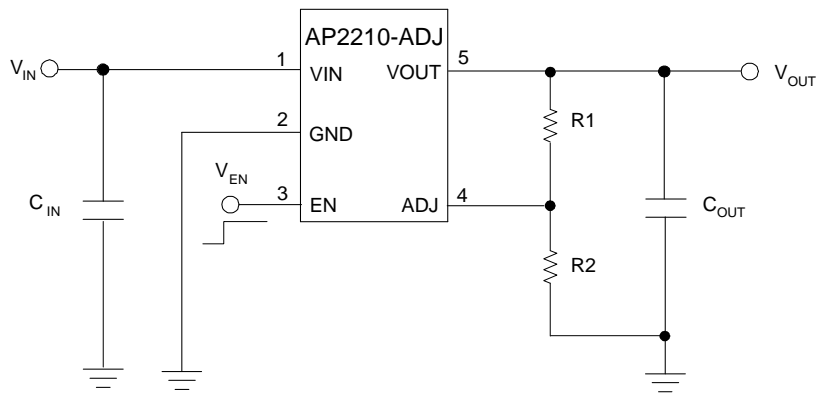 AP2210-ADJ
V_IN
1
VIN
VOUT
5
V_OUT
2
GND
R1
V_EN
3
EN
ADJ
4
C_IN
C_OUT
R2